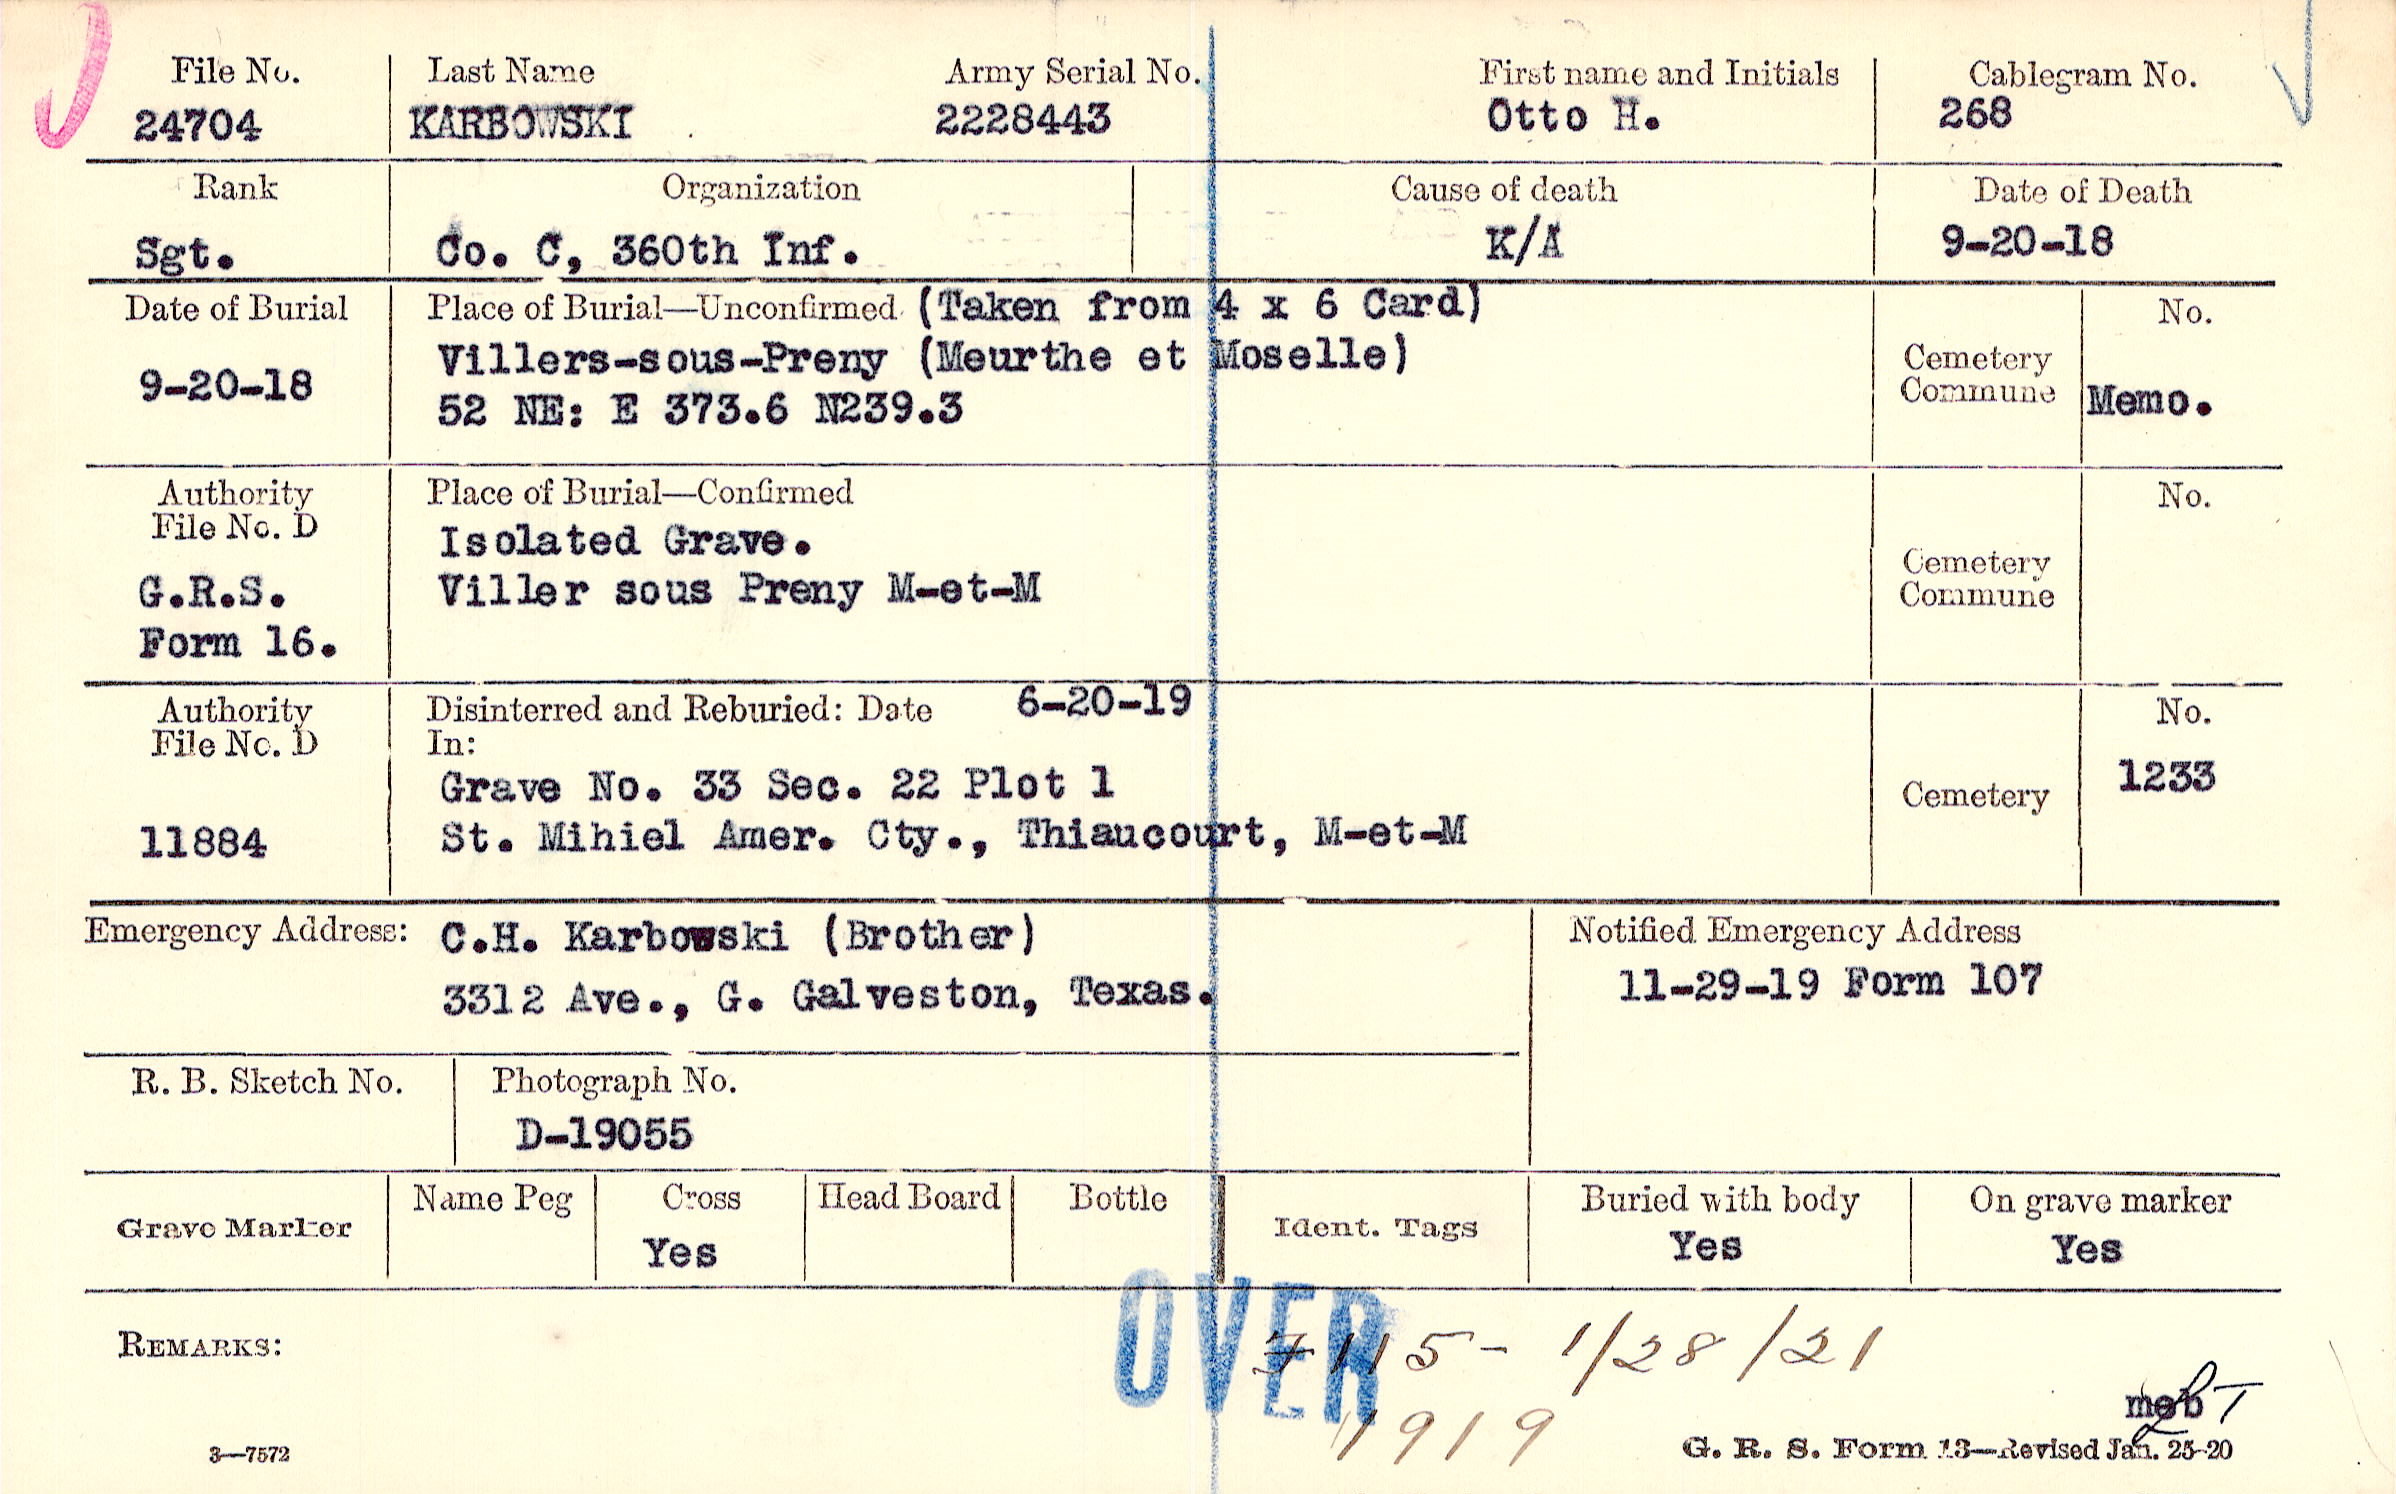 File No. Last Name Army Serial No. First name and Initials Cablegram No.
24704 KARBOWSKI 2228443 Otto H. 268
Rank Organization Cause of death Date of Death
Sgt. Co. C, 360th Inf. K/A 9-20-18
Date of Burial Place of Burial—Unconfirmed (Taken from 4 x 6 Card) No.
Villers-sous-Preny (Meurthe et Moselle) Cemetery
9-20-18 Commune Memo.
52 NE: E 373.6 N239.3
Authority Place of Burial—Confirmed No.
File No. D
Isolated Grave. Cemetery
G.R.S. Viller sous Preny M-et-M Commune
Form 16.
Authority Disinterred and Reburied: Date 6-20-19 No.
File No. D In:
Grave No. 33 Sec. 22 Plot 1 Cemetery 1233
11884 St. Mihiel Amer. Cty., Thiaucourt, M-et-M
Emergency Address: C.H. Karbowski (Brother) Notified Emergency Address
3312 Ave., G. Galveston, Texas. 11-29-19 Form 107
R. B. Sketch No. Photograph No.
D-19055
Grave Marker Name Peg Cross Head Board Bottle Ident. Tags Buried with body On grave marker
Yes Yes Yes
OVER
REMARKS: 7115- 1/28/21
1919
meb
3—7572 G. R. S. Form 13—Revised Jan. 25-20